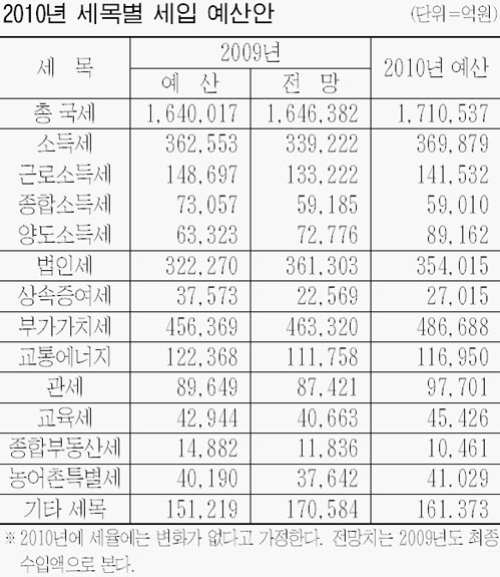 2010년 세목별 세입 예산안 (단위=억원)
세 목 2009년 2010년 예산
예 산 전 망
총 국세 1,640,017 1,646,382 1,710,537
소득세 362,553 339,222 369,879
근로소득세 148,697 133,222 141,532
종합소득세 73,057 59,185 59,010
양도소득세 63,323 72,776 89,162
법인세 322,270 361,303 354,015
상속증여세 37,573 22,569 27,015
부가가치세 456,369 463,320 486,688
교통에너지 122,368 111,758 116,950
관세 89,649 87,421 97,701
교육세 42,944 40,663 45,426
종합부동산세 14,882 11,836 10,461
농어촌특별세 40,190 37,642 41.029
기타 세목 151,219 170,584 161.373
※2010년에 세율에는 변화가 없다고 가정한다. 전망치는 2009년도 최종
수입액으로 본다.